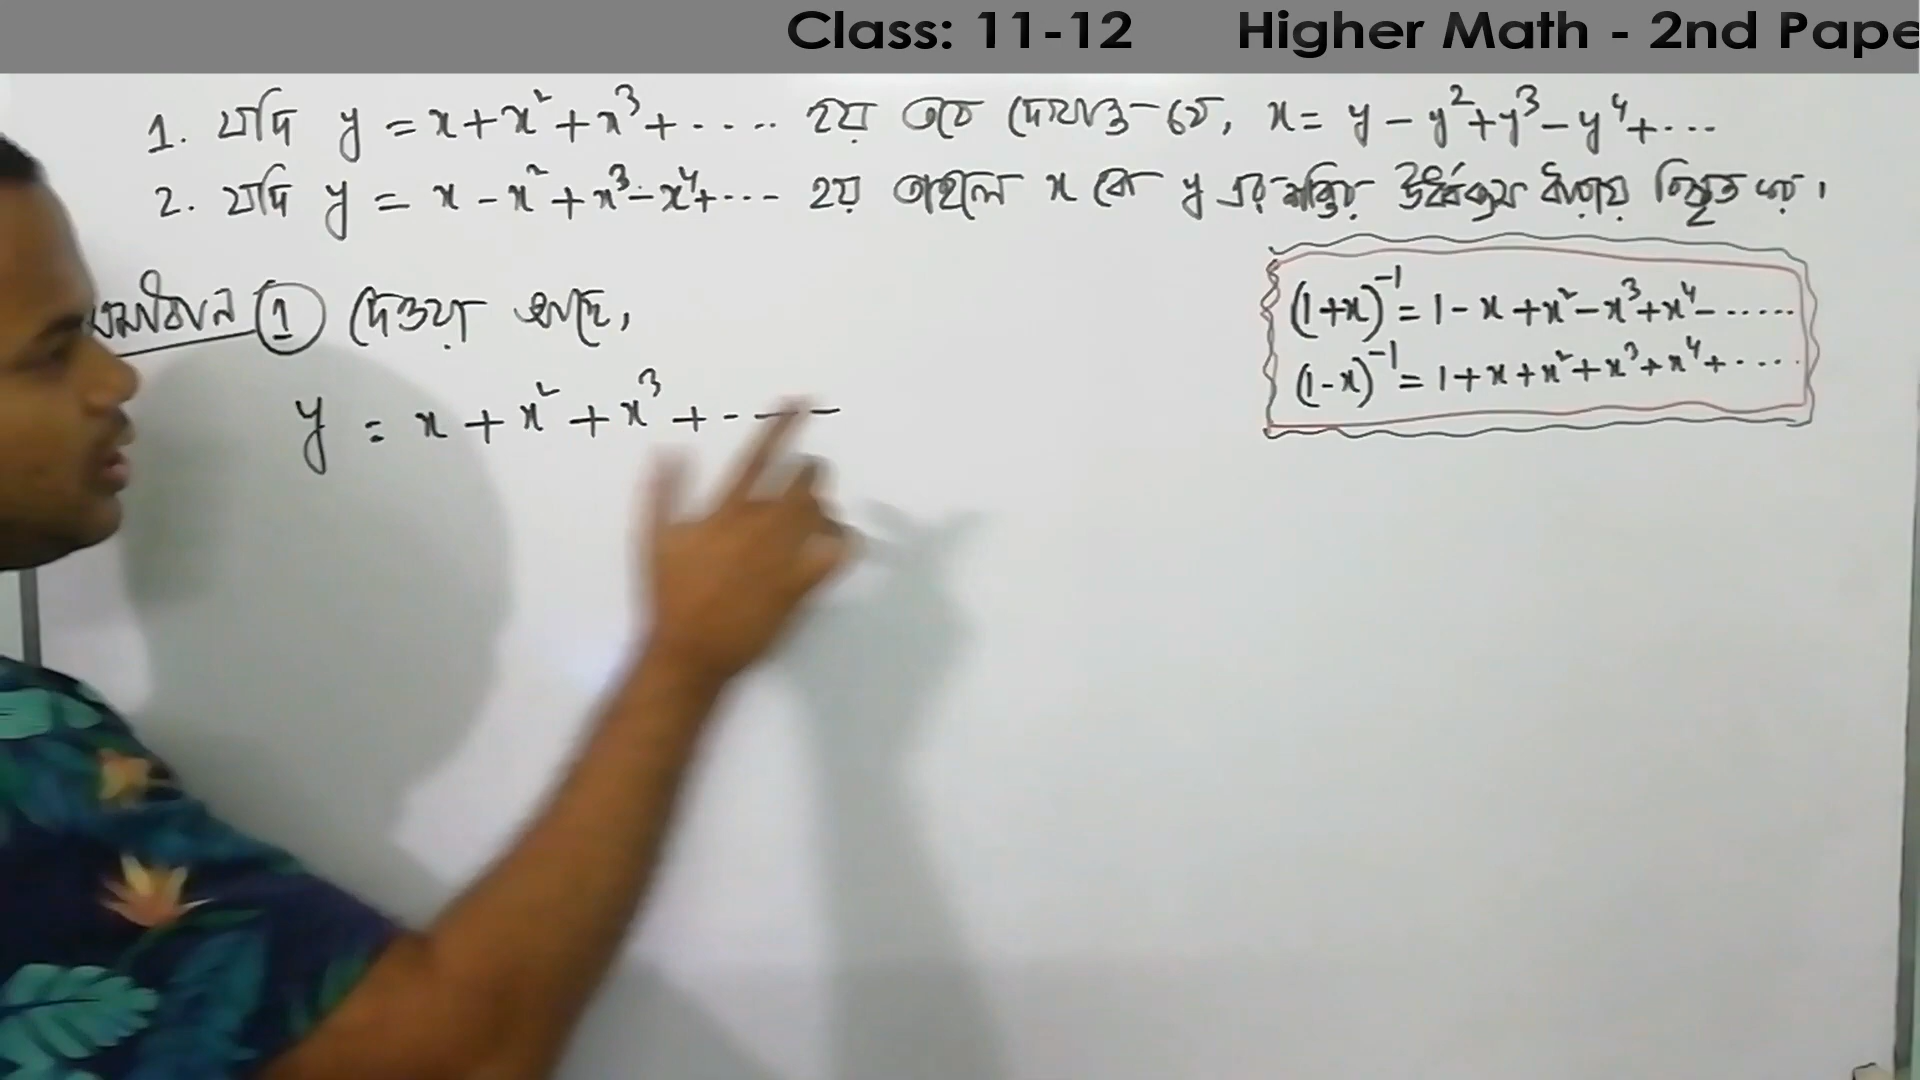 Class: 11-12 Higher Math - 2nd Pape
1. যদি y = x + x² + x³ + ..... হয় তবে দেখাও যে, x = y - y² + y³ - y⁴ + ...
2. যদি y = x - x² + x³ - x⁴ + ... হয় তাহলে x কে y এর শক্তির ঊর্ধ্বক্রম ধারায় বিস্তৃত কর।
সমাধান ① দেওয়া আছে,
y = x + x² + x³ + ----
(1+x)⁻¹ = 1 - x + x² - x³ + x⁴ - .....
(1-x)⁻¹ = 1 + x + x² + x³ + x⁴ + ....